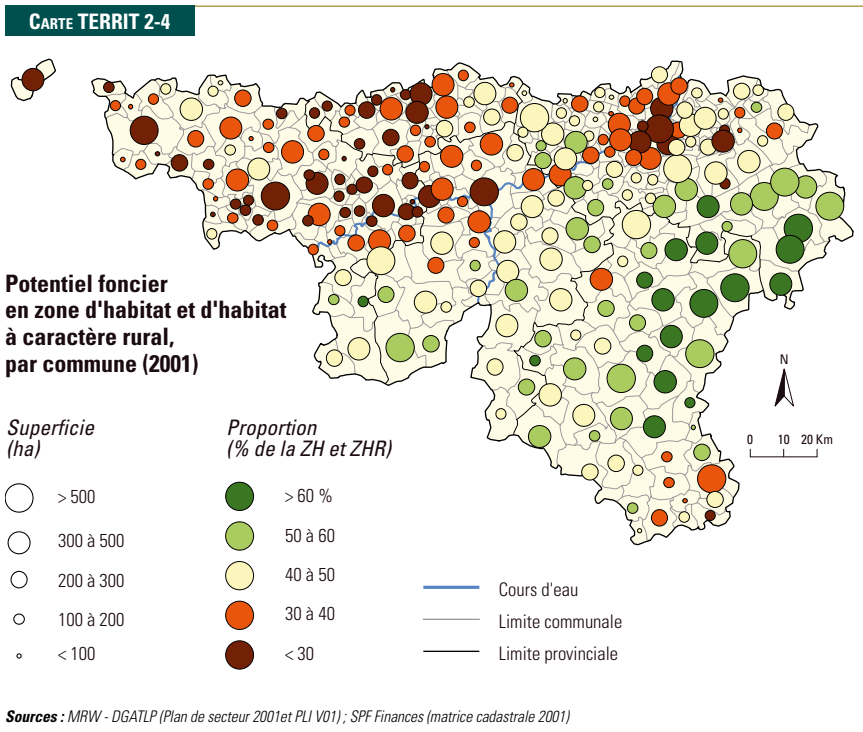 CARTE TERRIT 2-4
Potentiel foncier
en zone d'habitat et d'habitat
à caractère rural,
par commune (2001)
Superficie
(ha)
> 500
300 à 500
200 à 300
100 à 200
< 100
Proportion
(% de la ZH et ZHR)
> 60 %
50 à 60
40 à 50
30 à 40
< 30
Cours d'eau
Limite communale
Limite provinciale
N
0 10 20 Km
Sources : MRW - DGATLP (Plan de secteur 2001et PLI V01) ; SPF Finances (matrice cadastrale 2001)